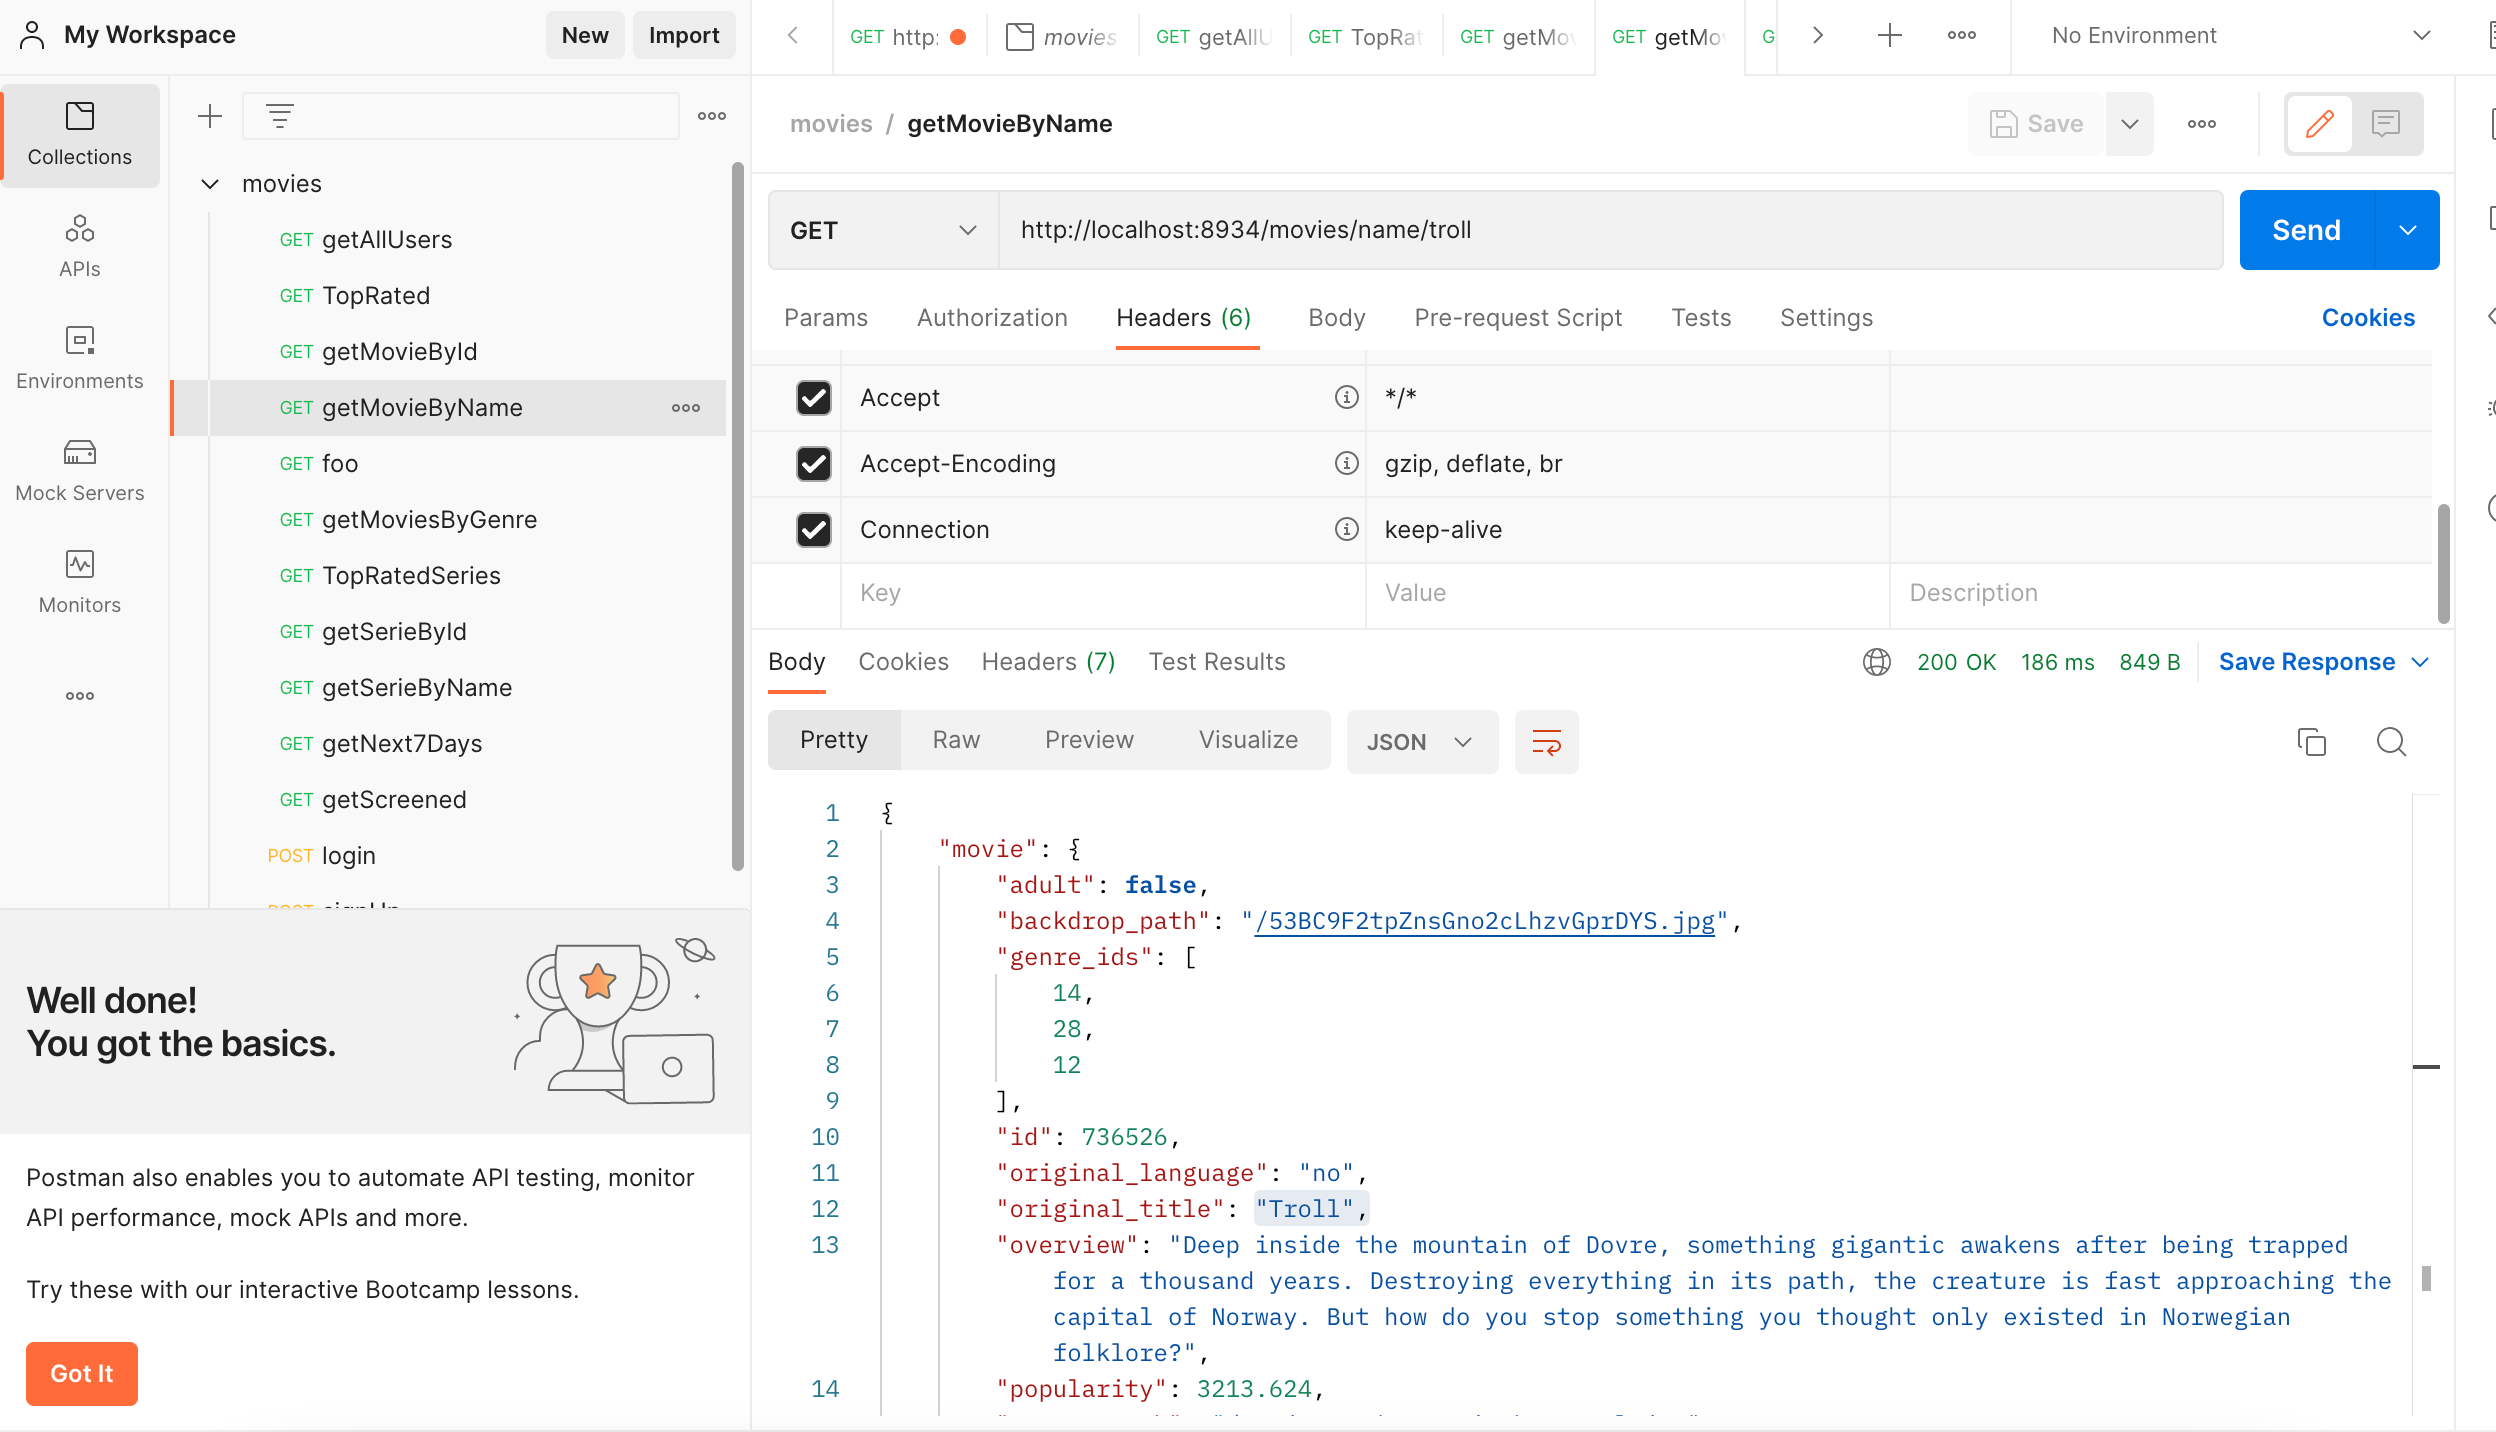 My Workspace
New
Import
GET http:
movies
GET getAllU
GET TopRat
GET getMov
GET getMov
G
No Environment
Collections
APIs
Environments
Mock Servers
Monitors
movies
GET getAllUsers
GET TopRated
GET getMovieById
GET getMovieByName
GET foo
GET getMoviesByGenre
GET TopRatedSeries
GET getSerieById
GET getSerieByName
GET getNext7Days
GET getScreened
POST login
Well done!
You got the basics.
Postman also enables you to automate API testing, monitor
API performance, mock APIs and more.
Try these with our interactive Bootcamp lessons.
Got It
movies / getMovieByName
Save
GET
http://localhost:8934/movies/name/troll
Send
Params Authorization Headers (6) Body Pre-request Script Tests Settings
Cookies
Accept */*
Accept-Encoding gzip, deflate, br
Connection keep-alive
Key Value Description
Body Cookies Headers (7) Test Results
200 OK 186 ms 849 B Save Response
Pretty Raw Preview Visualize JSON
1 {
2 "movie": {
3 "adult": false,
4 "backdrop_path": "/53BC9F2tpZnsGno2cLhzvGprDYS.jpg",
5 "genre_ids": [
6 14,
7 28,
8 12
9 ],
10 "id": 736526,
11 "original_language": "no",
12 "original_title": "Troll",
13 "overview": "Deep inside the mountain of Dovre, something gigantic awakens after being trapped
for a thousand years. Destroying everything in its path, the creature is fast approaching the
capital of Norway. But how do you stop something you thought only existed in Norwegian
folklore?",
14 "popularity": 3213.624,